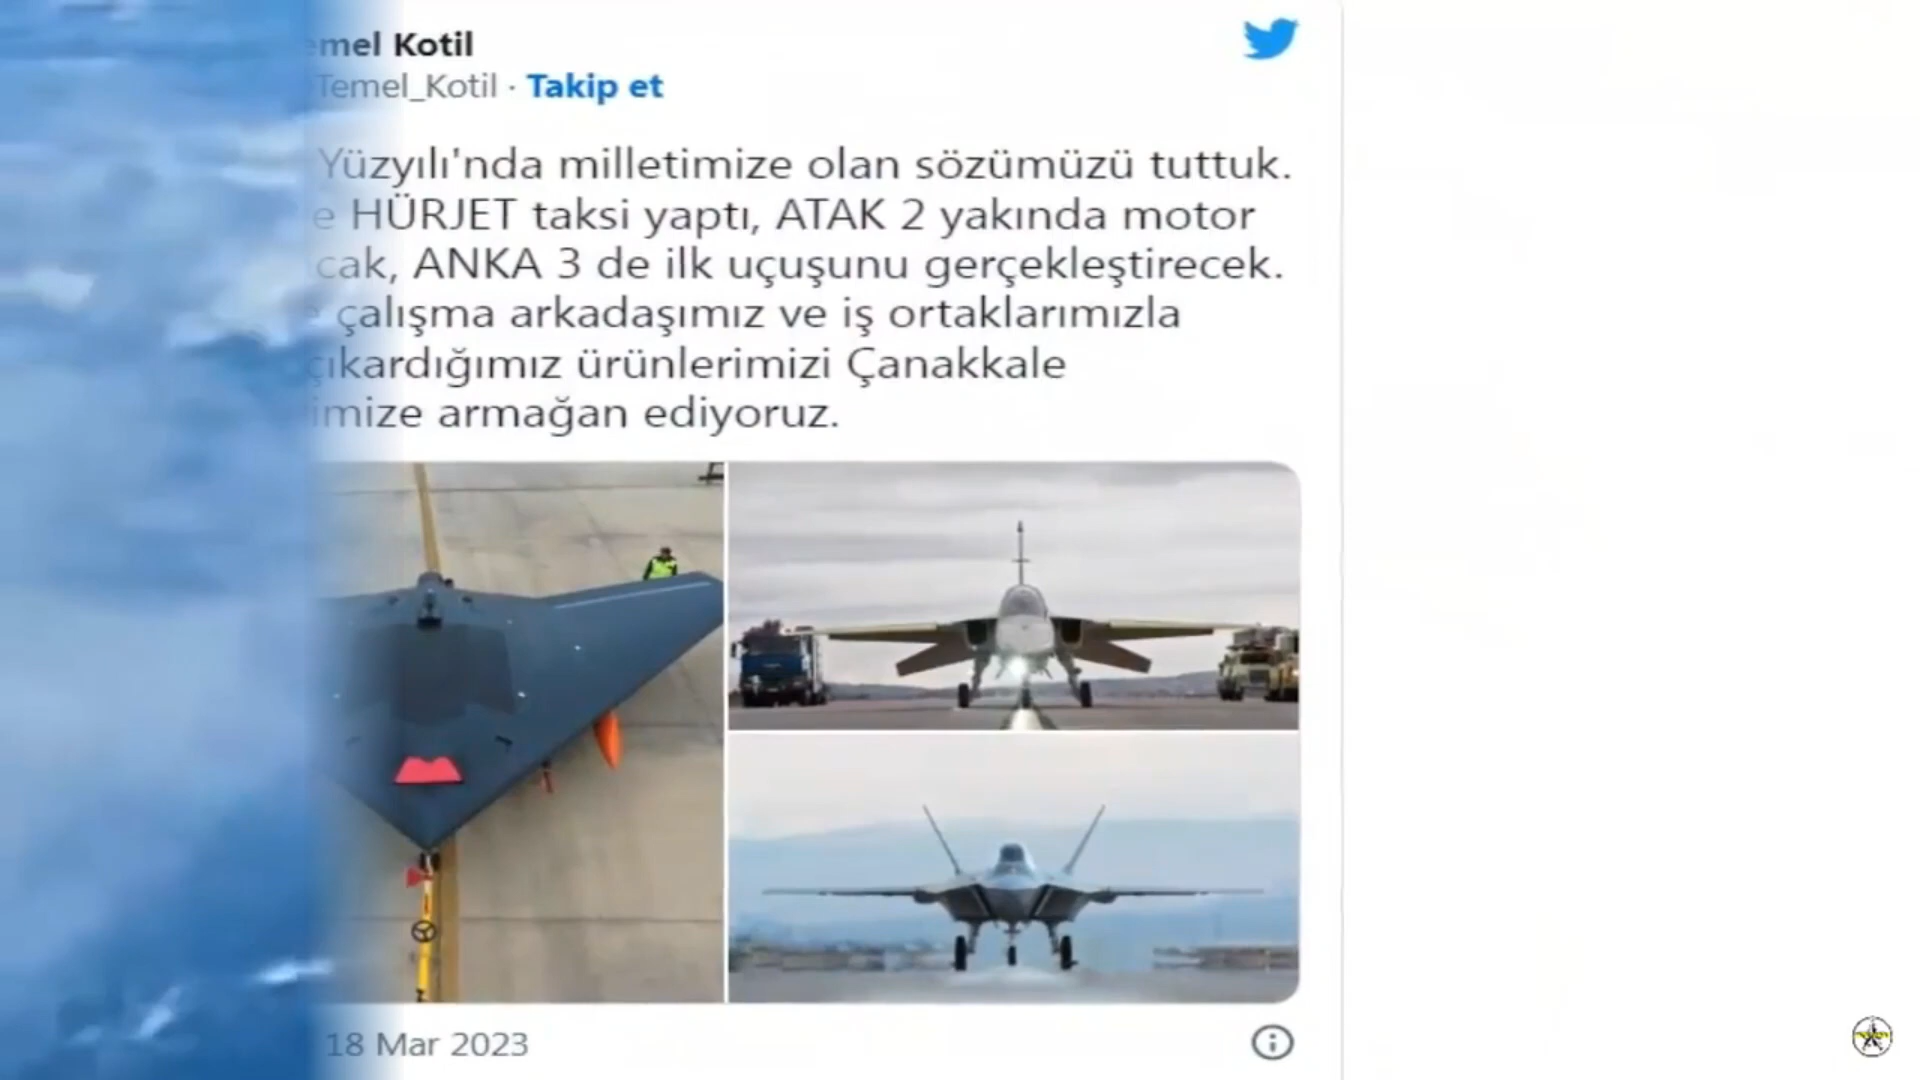 emel Kotil
Temel_Kotil · Takip et
Yüzyılı'nda milletimize olan sözümüzü tuttuk.
e HÜRJET taksi yaptı, ATAK 2 yakında motor
cak, ANKA 3 de ilk uçuşunu gerçekleştirecek.
e çalışma arkadaşımız ve iş ortaklarımızla
çıkardığımız ürünlerimizi Çanakkale
imize armağan ediyoruz.
18 Mar 2023